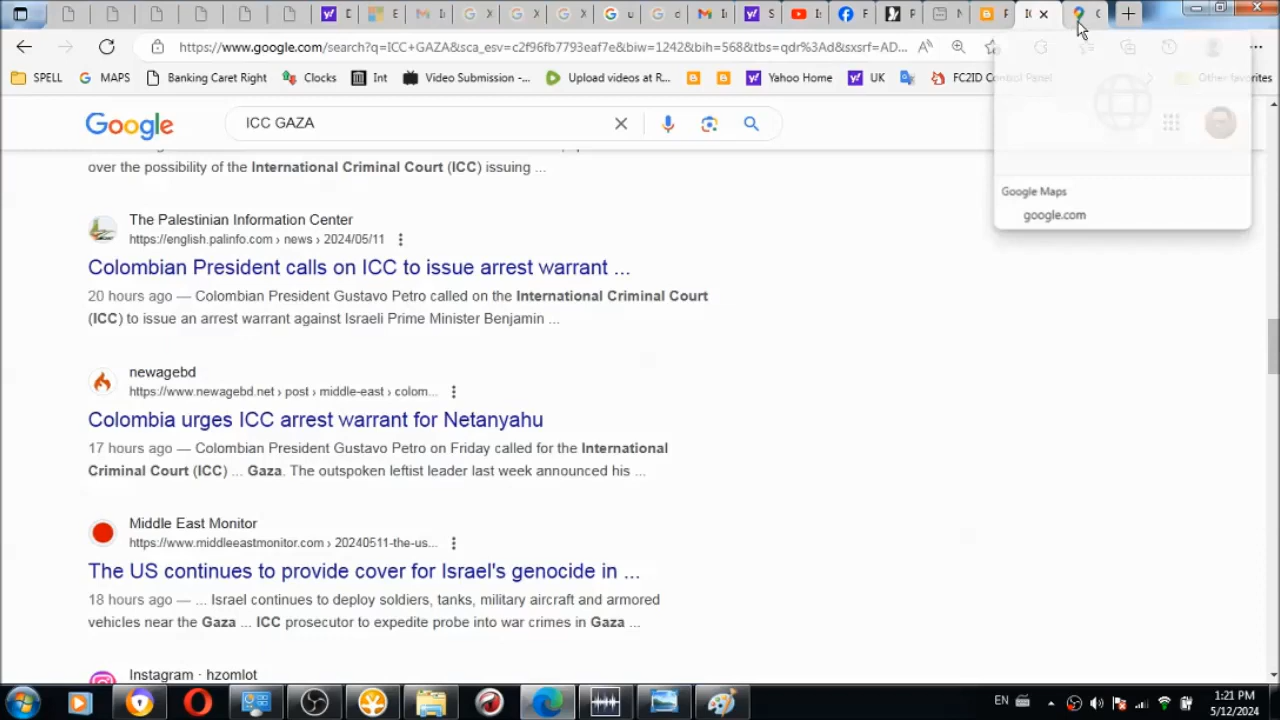 https://www.google.com/search?q=ICC+GAZA&sca_esv=c2f96fb7793eaf7e&biw=1242&bih=568&tbs=qdr%3Ad&sxsrf=AD...
SPELL
MAPS
Banking Caret Right
Clocks
Int
Video Submission -...
Upload videos at R...
Yahoo Home
UK
FC2ID Control Panel
Other favorites
Google
ICC GAZA
Google Maps
google.com
over the possibility of the International Criminal Court (ICC) issuing ...
The Palestinian Information Center
https://english.palinfo.com › news › 2024/05/11
Colombian President calls on ICC to issue arrest warrant ...
20 hours ago — Colombian President Gustavo Petro called on the International Criminal Court
(ICC) to issue an arrest warrant against Israeli Prime Minister Benjamin ...
newagebd
https://www.newagebd.net › post › middle-east › colom...
Colombia urges ICC arrest warrant for Netanyahu
17 hours ago — Colombian President Gustavo Petro on Friday called for the International
Criminal Court (ICC) ... Gaza. The outspoken leftist leader last week announced his ...
Middle East Monitor
https://www.middleeastmonitor.com › 20240511-the-us...
The US continues to provide cover for Israel's genocide in ...
18 hours ago — ... Israel continues to deploy soldiers, tanks, military aircraft and armored
vehicles near the Gaza ... ICC prosecutor to expedite probe into war crimes in Gaza ...
Instagram · hzomlot
EN
1:21 PM
5/12/2024